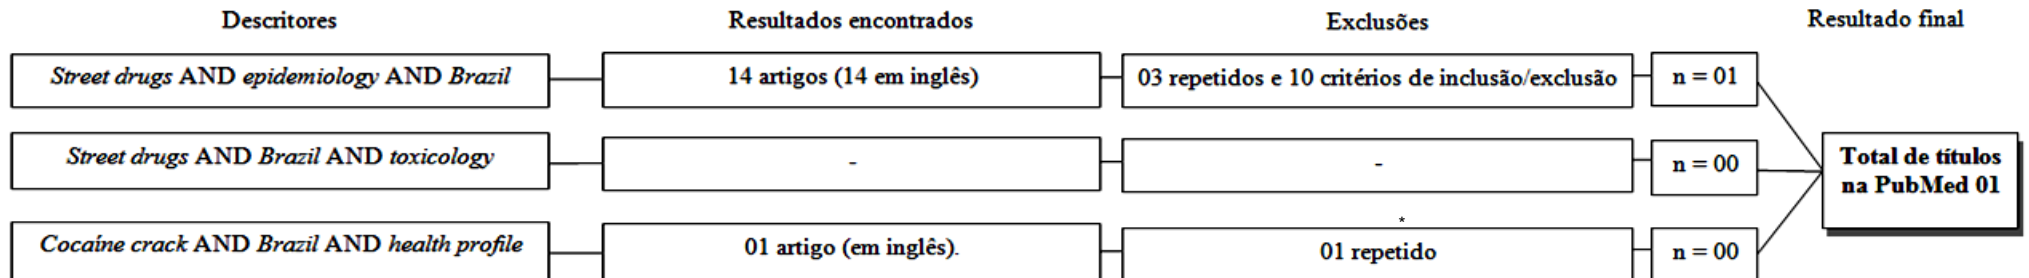 Descritores
Resultados encontrados
Exclusões
Resultado final
Street drugs AND epidemiology AND Brazil
14 artigos (14 em inglês)
03 repetidos e 10 critérios de inclusão/exclusão
n = 01
Street drugs AND Brazil AND toxicology
-
-
n = 00
Total de títulos
na PubMed 01
*
Cocaíne crack AND Brazil AND health profile
01 artigo (em inglês).
01 repetido
n = 00